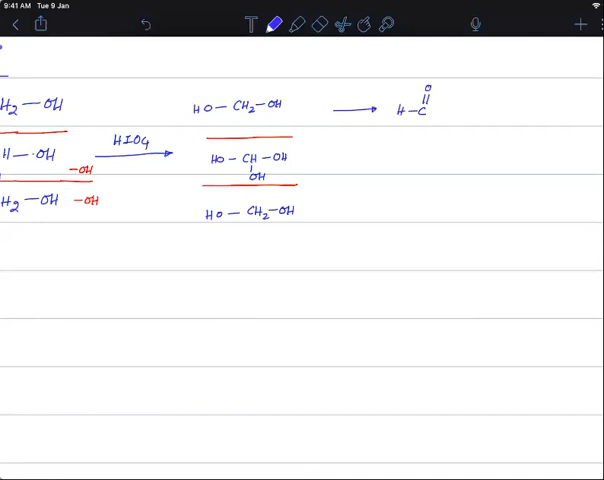 9:41 AM Tue 9 Jan
H2 — OH
HO — CH2 — OH → H — C
O
HIO4
H — OH
— OH
HO — CH — OH
OH
H2 — OH — OH
HO — CH2 — OH